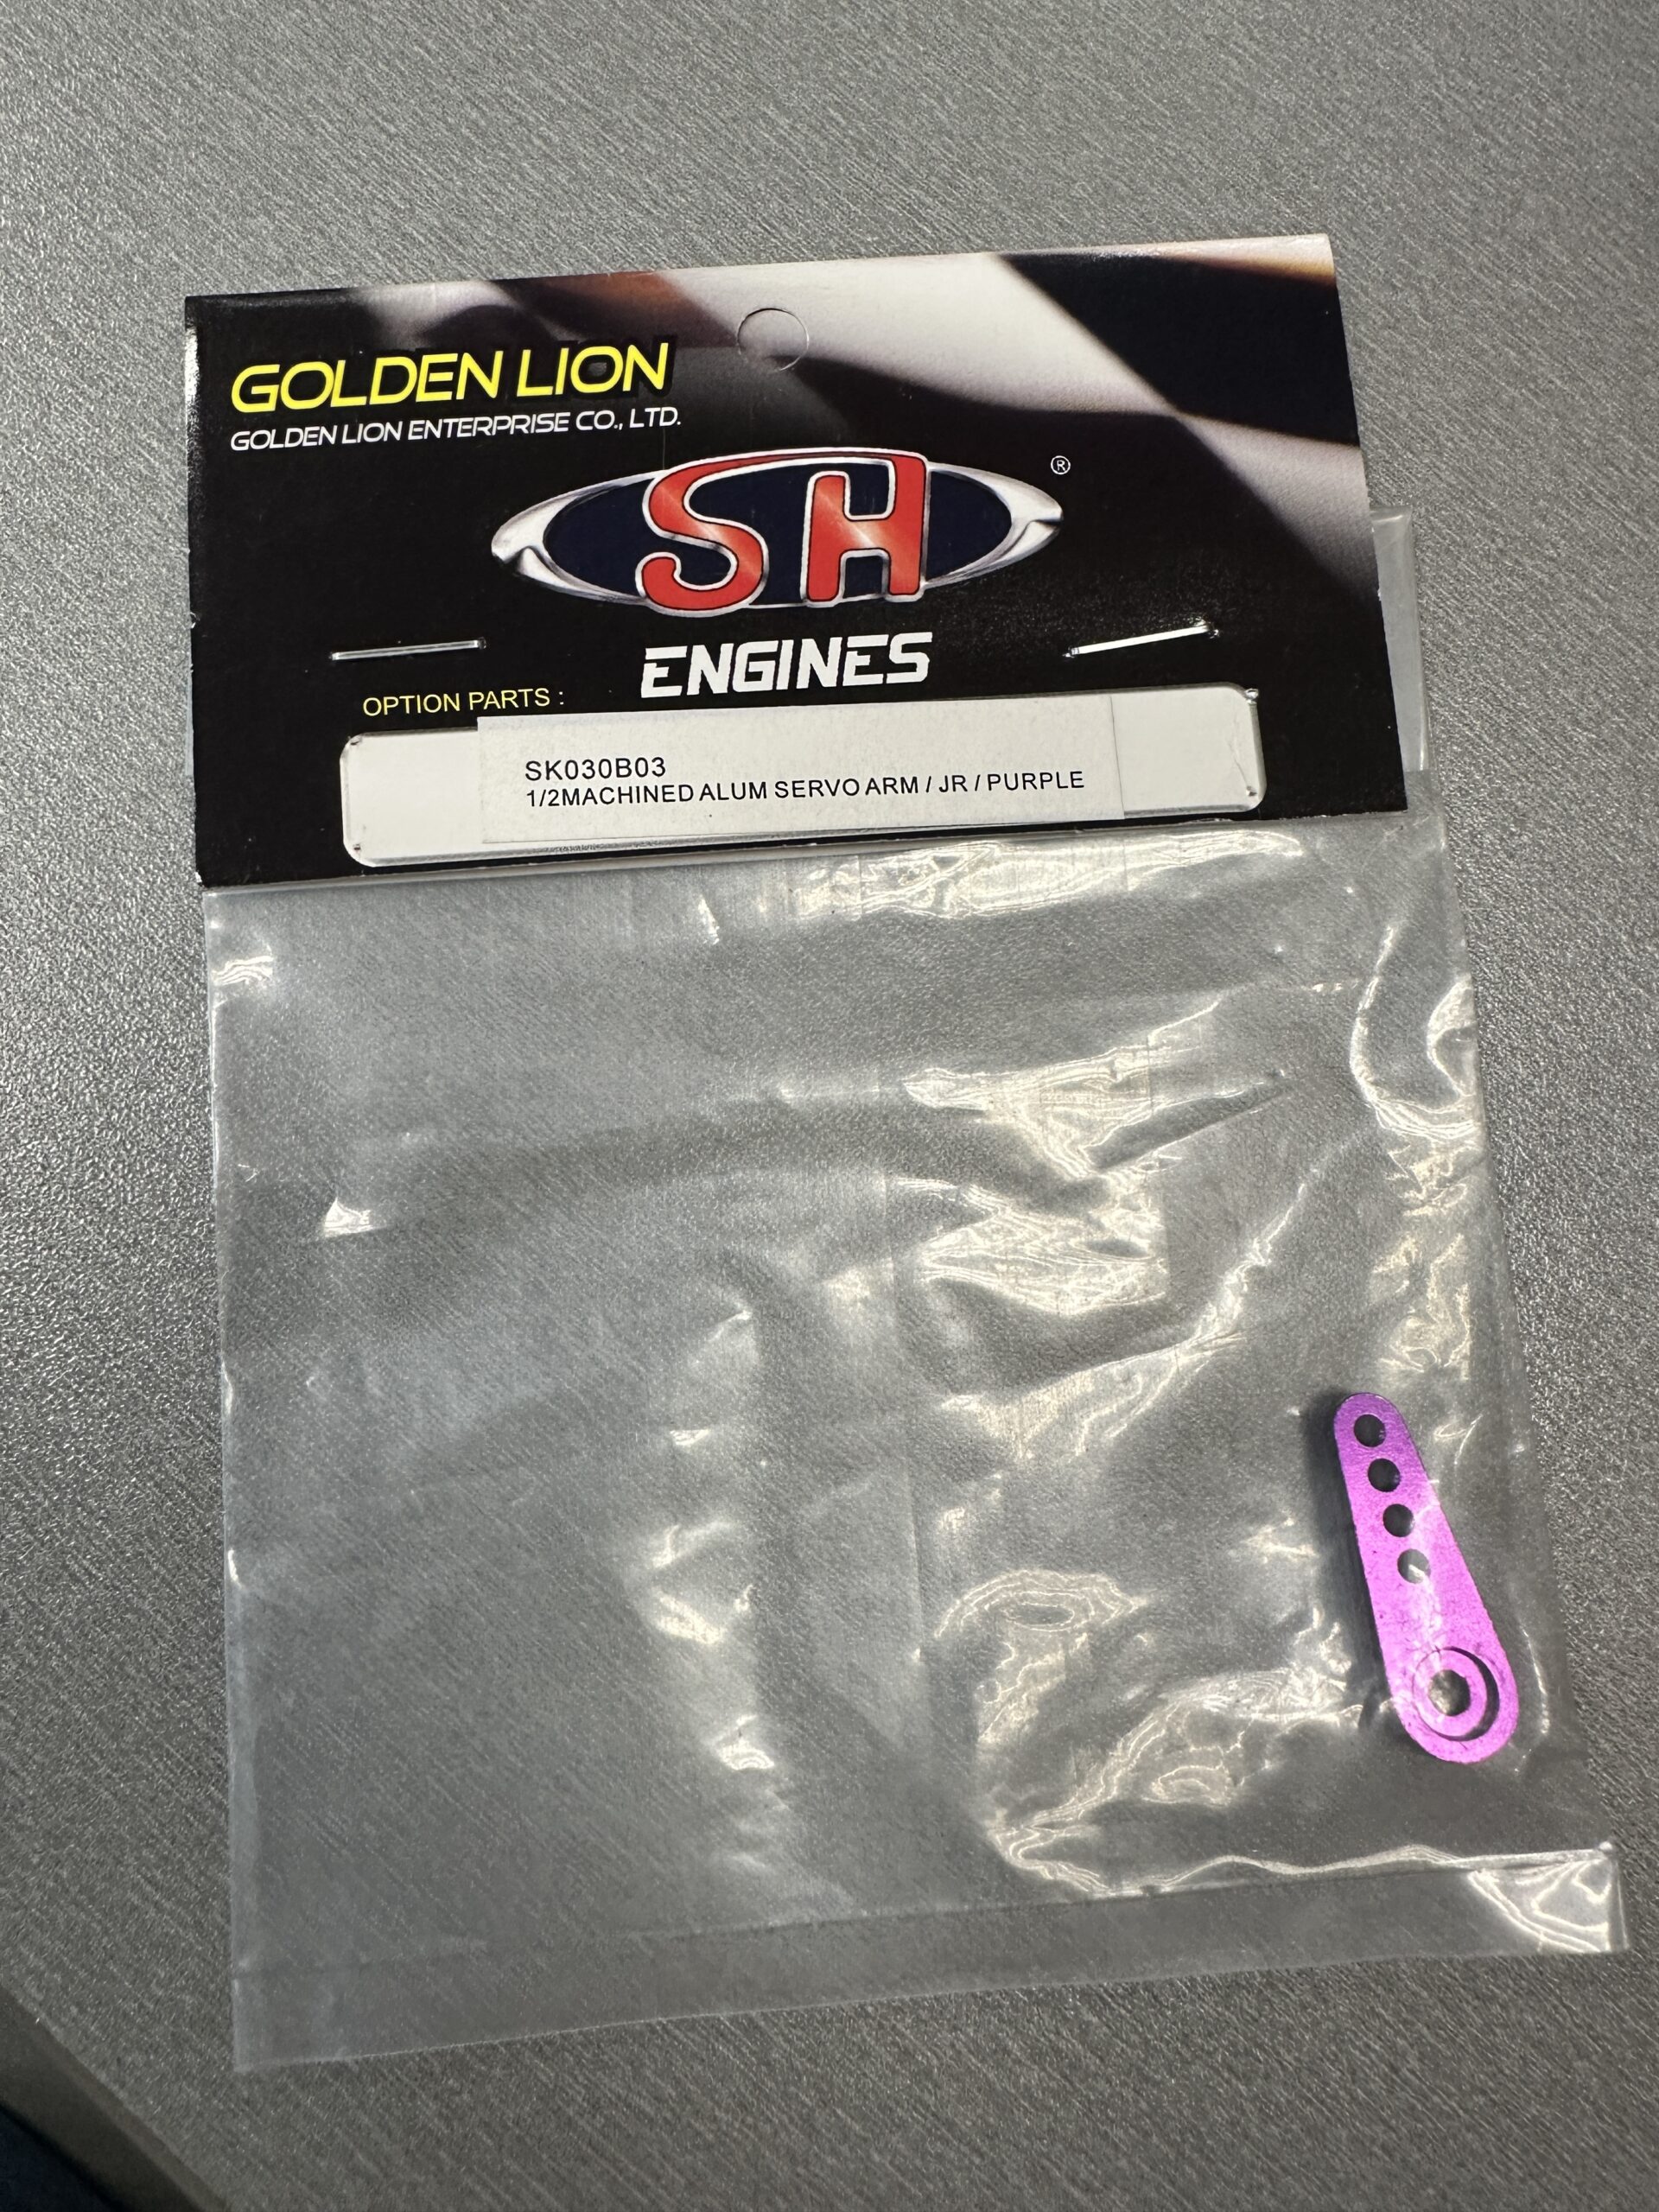 GOLDEN LION
GOLDEN LION ENTERPRISE CO., LTD.
SH ®
ENGINES
OPTION PARTS :
SK030B03
1/2MACHINED ALUM SERVO ARM / JR / PURPLE